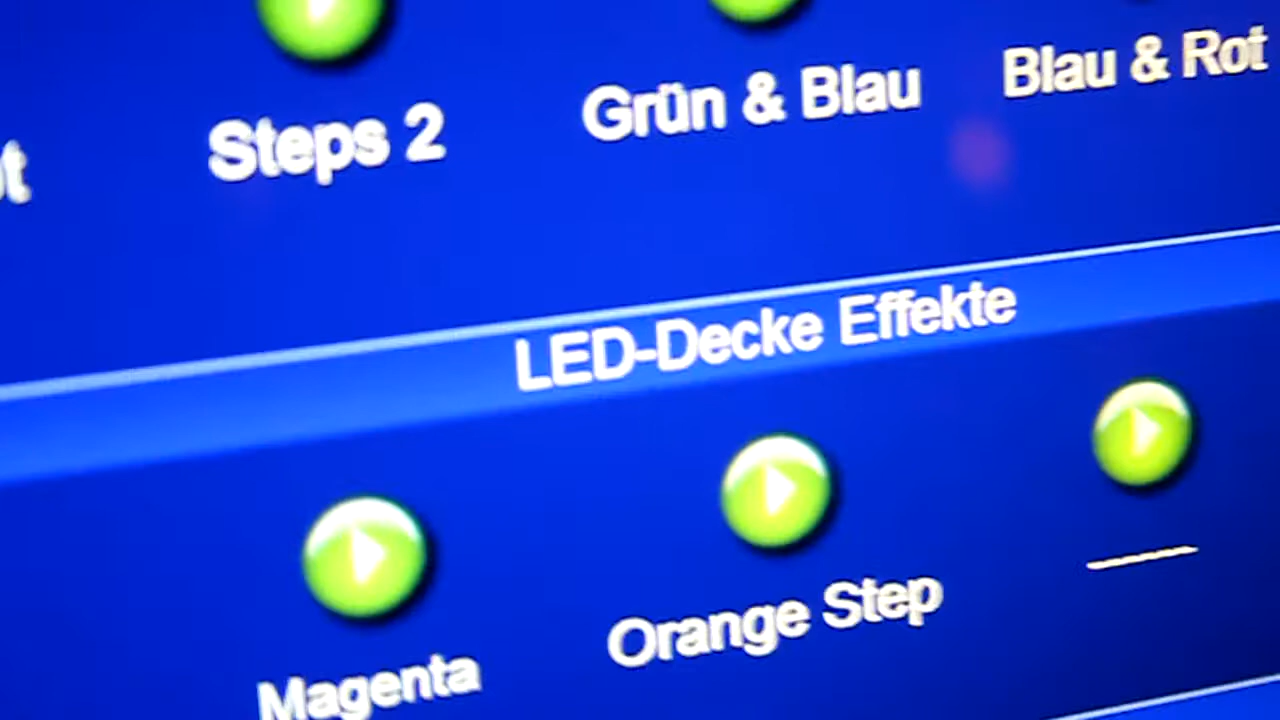 Steps 2
Grün & Blau
Blau & Rot
LED-Decke Effekte
Magenta
Orange Step